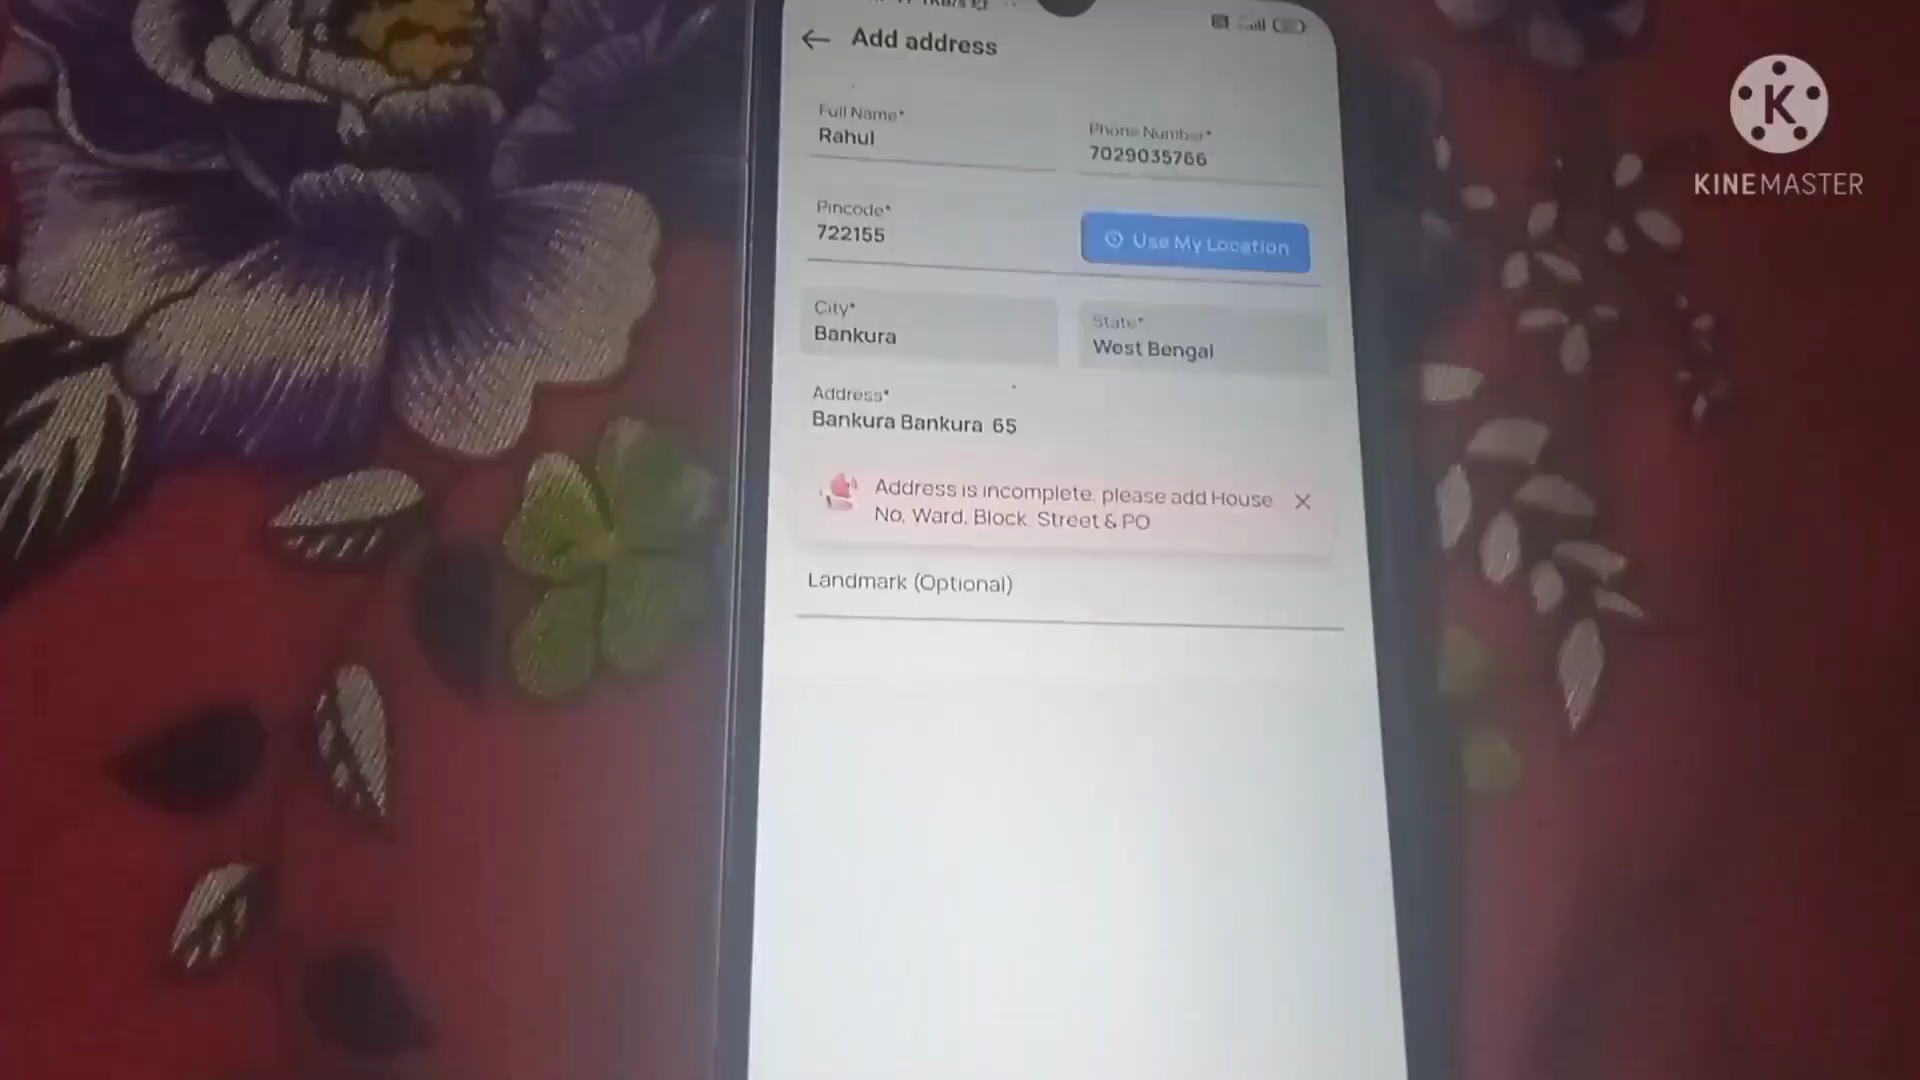 Add address
Full Name*
Rahul
Phone Number*
7029035766
Pincode*
722155
Use My Location
City*
Bankura
State*
West Bengal
Address*
Bankura Bankura 65
Address is incomplete, please add House
No, Ward, Block, Street & PO
Landmark (Optional)
K
KINEMASTER